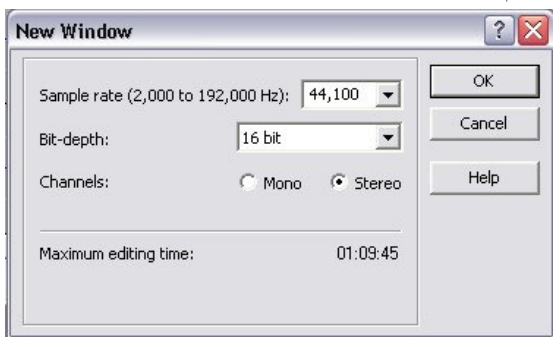 New Window
Sample rate (2,000 to 192,000 Hz): 44,100
OK
Bit-depth: 16 bit
Cancel
Channels: Mono Stereo
Help
Maximum editing time: 01:09:45